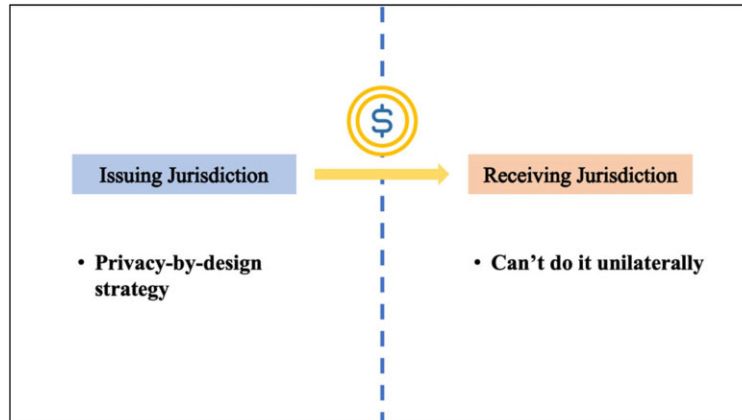 $
Issuing Jurisdiction
Receiving Jurisdiction
• Privacy-by-design
strategy
• Can’t do it unilaterally